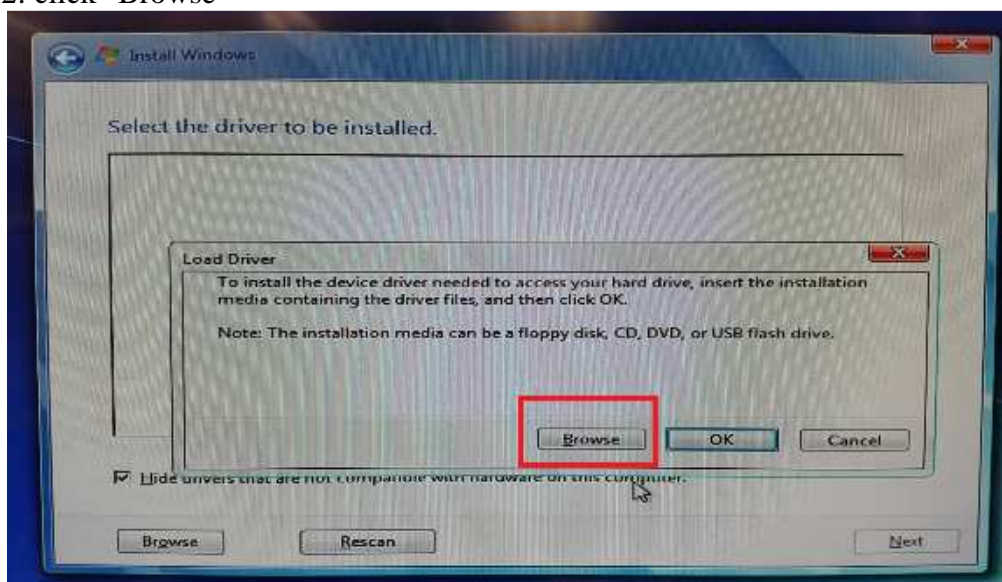 2. click "Browse"
Install Windows
Select the driver to be installed.
Load Driver
To install the device driver needed to access your hard drive, insert the installation
media containing the driver files, and then click OK.
Note: The installation media can be a floppy disk, CD, DVD, or USB flash drive.
Browse OK Cancel
Hide drivers that are not compatible with hardware on this computer.
Browse Rescan Next